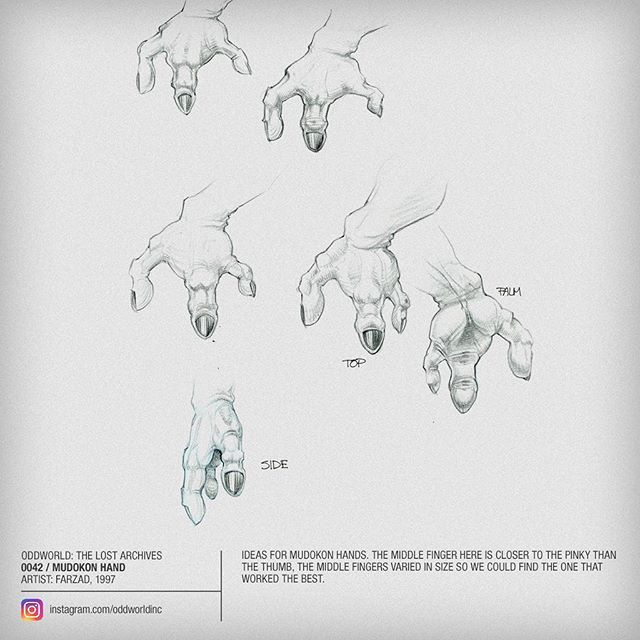 PALM
TOP
SIDE
ODDWORLD: THE LOST ARCHIVES
0042 / MUDOKON HAND
ARTIST: FARZAD, 1997
instagram.com/oddworldinc
IDEAS FOR MUDOKON HANDS. THE MIDDLE FINGER HERE IS CLOSER TO THE PINKY THAN
THE THUMB, THE MIDDLE FINGERS VARIED IN SIZE SO WE COULD FIND THE ONE THAT
WORKED THE BEST.